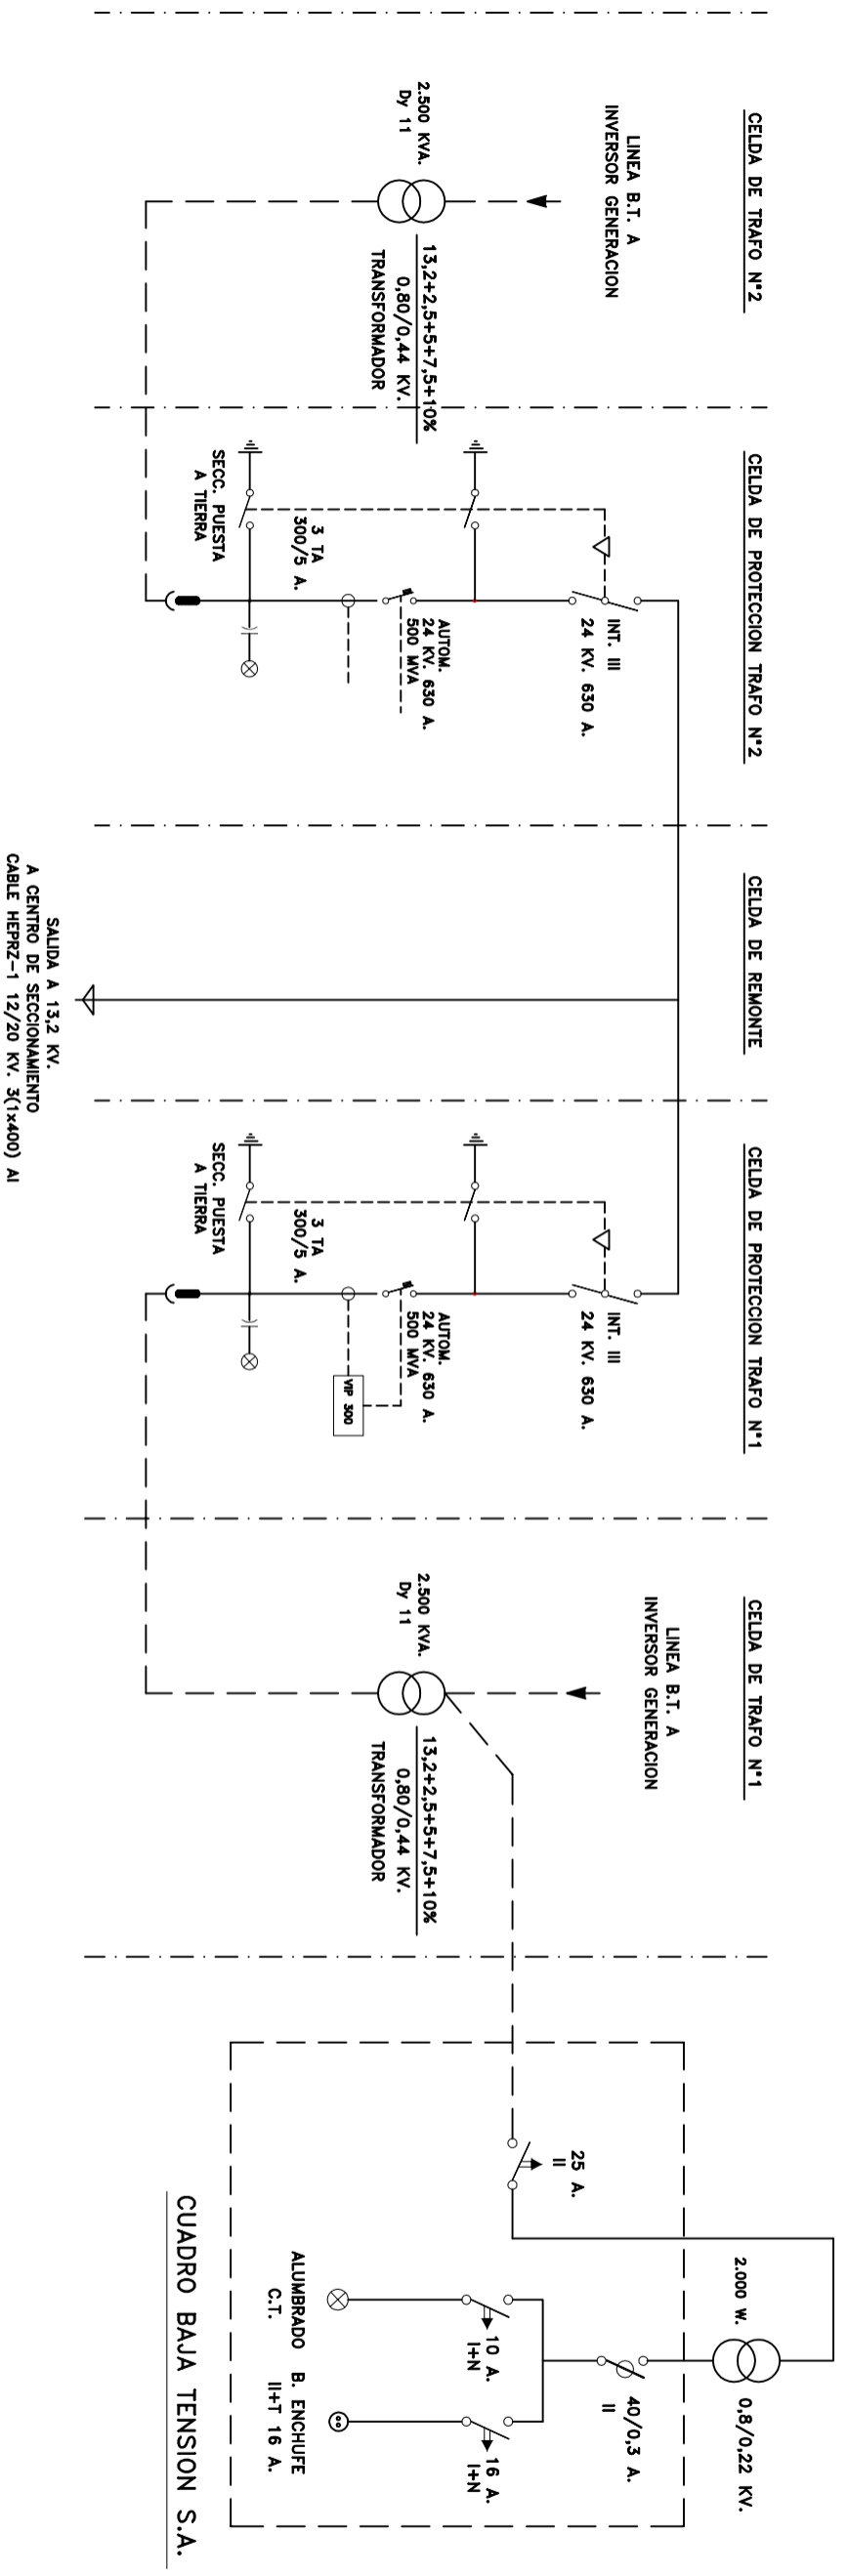 CELDA DE TRAFO N°2
LINEA B.T. A
INVERSOR GENERACION
2.500 KVA.
Dy 11
13,2+2,5+5+7,5+10%
0,80/0,44 KV.
TRANSFORMADOR
CELDA DE PROTECCION TRAFO N°2
INT. III
24 KV. 630 A.
AUTOM.
24 KV. 630 A.
500 MVA
3 TA
300/5 A.
SECC. PUESTA
A TIERRA
CELDA DE REMONTE
SALIDA A 13,2 KV.
A CENTRO DE SECCIONAMIENTO
CABLE HEPRZ-1 12/20 KV. 3(1x400) Al
CELDA DE PROTECCION TRAFO N°1
INT. III
24 KV. 630 A.
AUTOM.
24 KV. 630 A.
500 MVA
VIP 300
3 TA
300/5 A.
SECC. PUESTA
A TIERRA
CELDA DE TRAFO N°1
LINEA B.T. A
INVERSOR GENERACION
2.500 KVA.
Dy 11
13,2+2,5+5+7,5+10%
0,80/0,44 KV.
TRANSFORMADOR
2.000 W.
0,8/0,22 KV.
25 A.
II
40/0,3 A.
II
10 A.
I+N
16 A.
I+N
ALUMBRADO
C.T.
B. ENCHUFE
II+T 16 A.
CUADRO BAJA TENSION S.A.